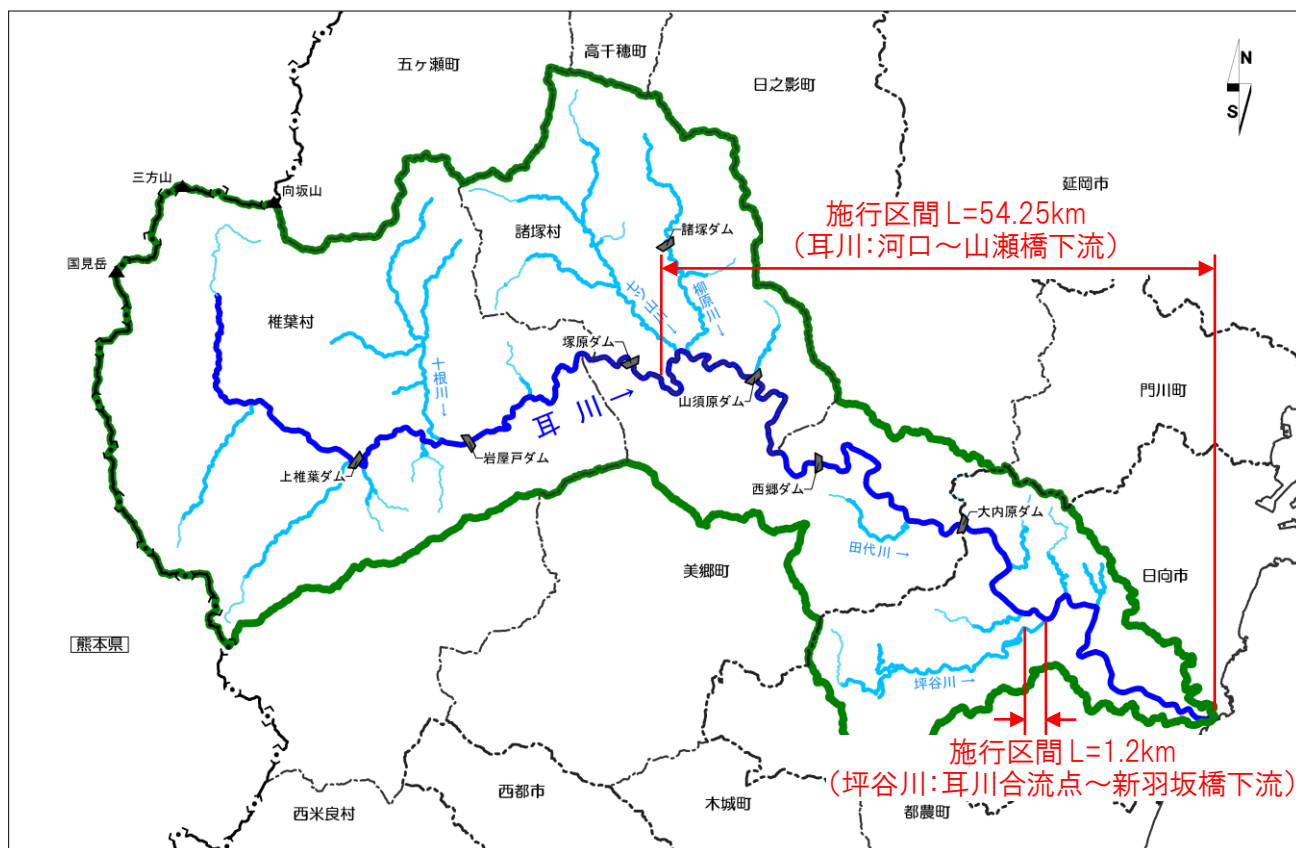 高千穂町
五ヶ瀬町
日之影町
N
S
三方山
向坂山
延岡市
施行区間 L=54.25km
(耳川:河口～山瀬橋下流)
諸塚村
諸塚ダム
国見岳
椎葉村
七ツ山川→
柳原川→
塚原ダム
十根川→
耳川→
山須原ダム
門川町
上椎葉ダム
岩屋戸ダム
西郷ダム
大内原ダム
田代川→
美郷町
日向市
熊本県
坪谷川→
施行区間 L=1.2km
(坪谷川:耳川合流点～新羽坂橋下流)
西米良村
西都市
木城町
都農町